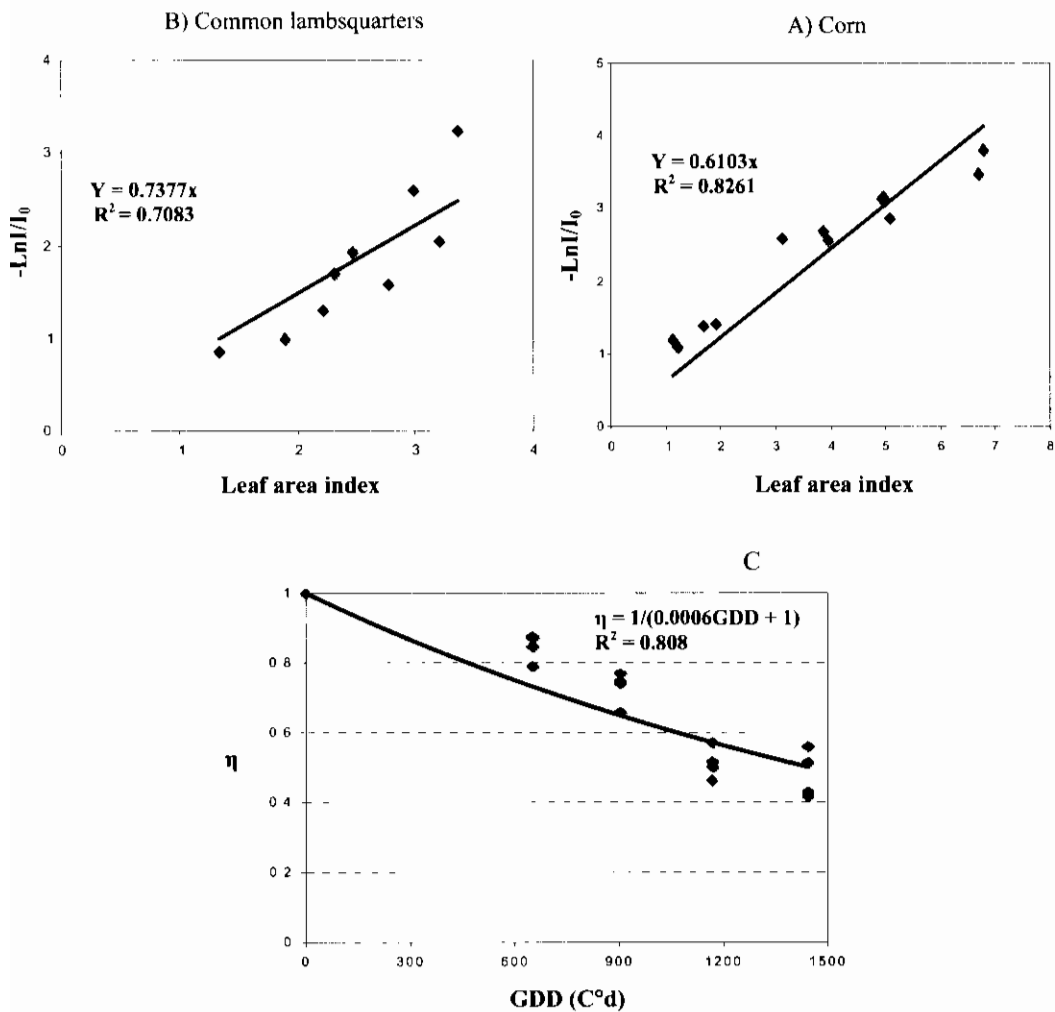 B) Common lambsquarters
4
3
2
1
0
-LnI/I₀
Y = 0.7377x
R² = 0.7083
0 1 2 3 4
Leaf area index
A) Corn
5
4
3
2
1
0
-LnI/I₀
Y = 0.6103x
R² = 0.8261
0 1 2 3 4 5 6 7 8
Leaf area index
C
1
0.8
0.6
0 4
0 2
0
η
η = 1/(0.0006GDD + 1)
R² = 0.808
0 300 600 900 1200 1500
GDD (C°d)